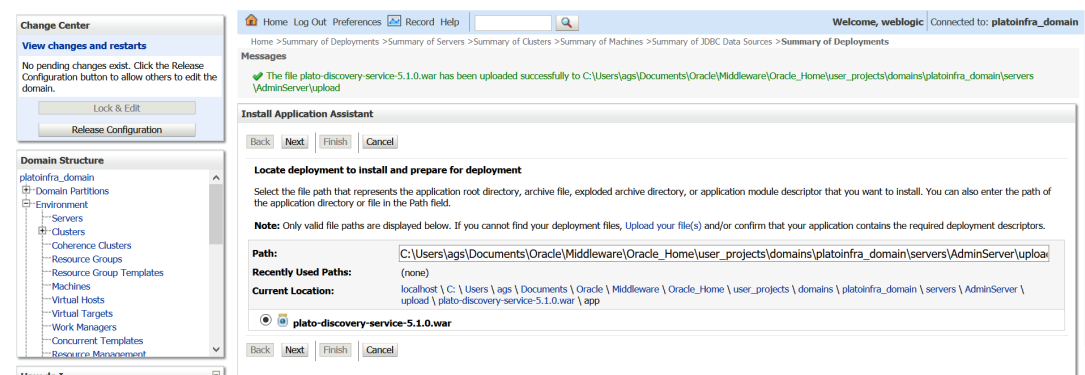 Change Center
View changes and restarts
No pending changes exist. Click the Release
Configuration button to allow others to edit the
domain.
Lock & Edit
Release Configuration
Domain Structure
platoinfra_domain
Domain Partitions
Environment
Servers
Clusters
Coherence Clusters
Resource Groups
Resource Group Templates
Machines
Virtual Hosts
Virtual Targets
Work Managers
Concurrent Templates
Resource Management
Home Log Out Preferences Record Help
Welcome, weblogic Connected to: platoinfra_domain
Home >Summary of Deployments >Summary of Servers >Summary of Clusters >Summary of Machines >Summary of JDBC Data Sources >Summary of Deployments
Messages
The file plato-discovery-service-5.1.0.war has been uploaded successfully to C:\Users\ags\Documents\Oracle\Middleware\Oracle_Home\user_projects\domains\platoinfra_domain\servers
\AdminServer\upload
Install Application Assistant
Back Next Finish Cancel
Locate deployment to install and prepare for deployment
Select the file path that represents the application root directory, archive file, exploded archive directory, or application module descriptor that you want to install. You can also enter the path of
the application directory or file in the Path field.
Note: Only valid file paths are displayed below. If you cannot find your deployment files, Upload your file(s) and/or confirm that your application contains the required deployment descriptors.
Path: C:\Users\ags\Documents\Oracle\Middleware\Oracle_Home\user_projects\domains\platoinfra_domain\servers\AdminServer\uploa
Recently Used Paths: (none)
Current Location: localhost \ C: \ Users \ ags \ Documents \ Oracle \ Middleware \ Oracle_Home \ user_projects \ domains \ platoinfra_domain \ servers \ AdminServer \
upload \ plato-discovery-service-5.1.0.war \ app
plato-discovery-service-5.1.0.war
Back Next Finish Cancel